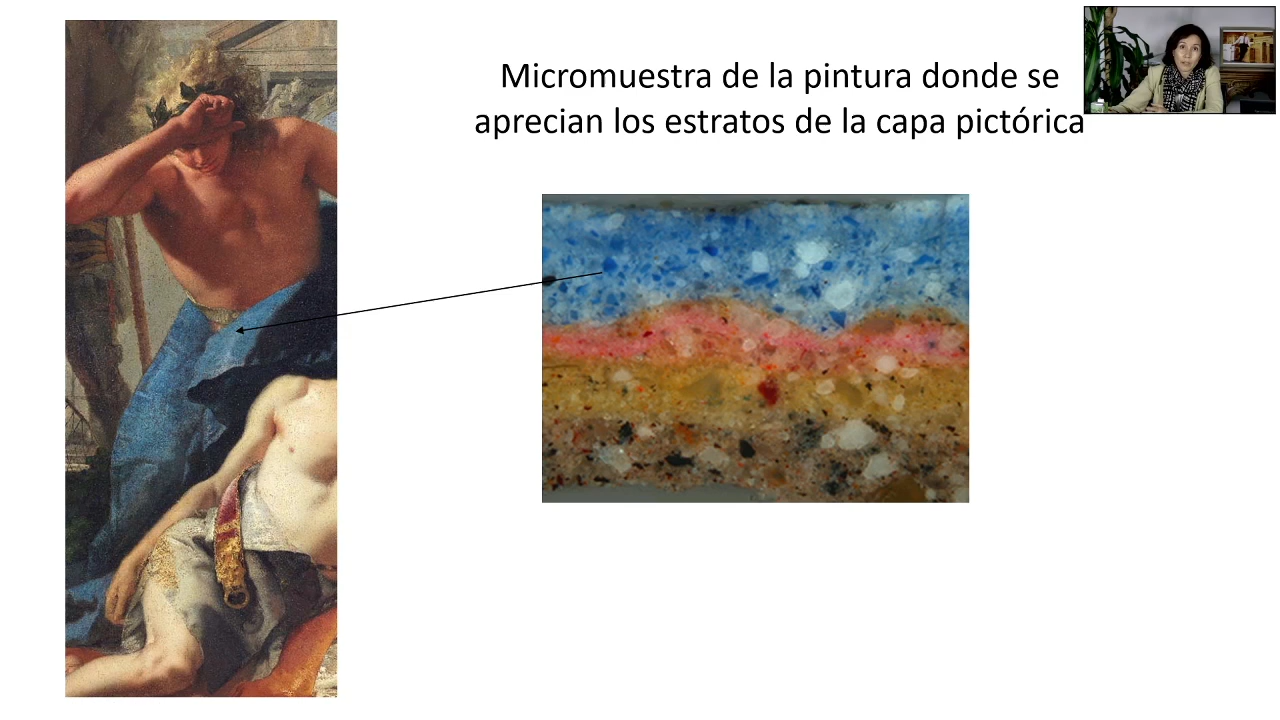 Micromuestra de la pintura donde se
aprecian los estratos de la capa pictórica